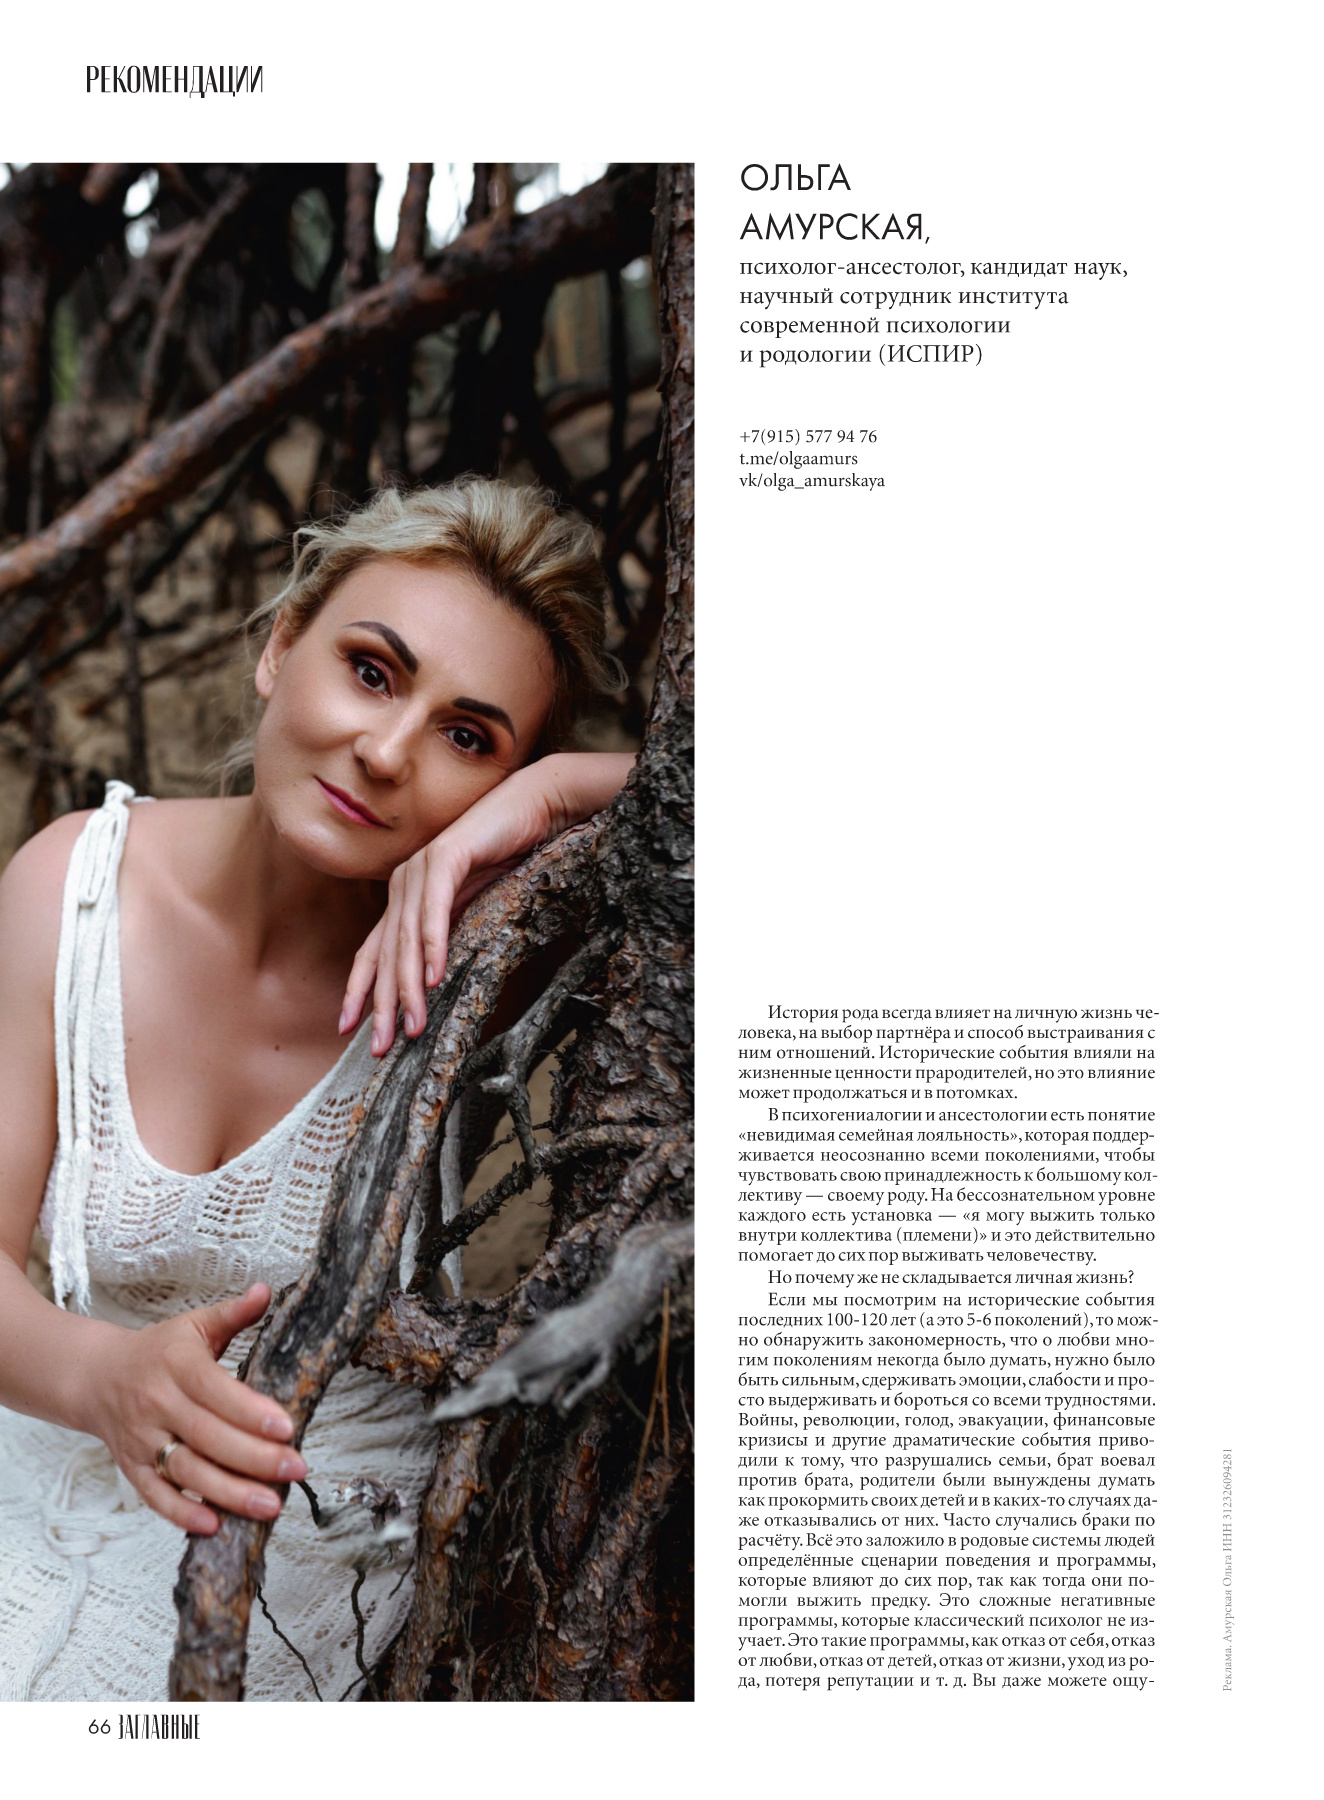 РЕКОМЕНДАЦИИ
ОЛЬГА
АМУРСКАЯ,
психолог-ансестолог, кандидат наук,
научный сотрудник института
современной психологии
и родологии (ИСПИР)
+7(915) 577 94 76
t.me/olgaamurs
vk/olga_amurskaya
История рода всегда влияет на личную жизнь че-
ловека, на выбор партнёра и способ выстраивания с
ним отношений. Исторические события влияли на
жизненные ценности прародителей, но это влияние
может продолжаться и в потомках.
В психогениалогии и ансестологии есть понятие
«невидимая семейная лояльность», которая поддер-
живается неосознанно всеми поколениями, чтобы
чувствовать свою принадлежность к большому кол-
лективу — своему роду. На бессознательном уровне
каждого есть установка — «я могу выжить только
внутри коллектива (племени)» и это действительно
помогает до сих пор выживать человечеству.
Но почему же не складывается личная жизнь?
Если мы посмотрим на исторические события
последних 100-120 лет (а это 5-6 поколений), то мож-
но обнаружить закономерность, что о любви мно-
гим поколениям некогда было думать, нужно было
быть сильным, сдерживать эмоции, слабости и про-
сто выдерживать и бороться со всеми трудностями.
Войны, революции, голод, эвакуации, финансовые
кризисы и другие драматические события приво-
дили к тому, что разрушались семьи, брат воевал
против брата, родители были вынуждены думать
как прокормить своих детей и в каких-то случаях да-
же отказывались от них. Часто случались браки по
расчёту. Всё это заложило в родовые системы людей
определённые сценарии поведения и программы,
которые влияют до сих пор, так как тогда они по-
могли выжить предку. Это сложные негативные
программы, которые классический психолог не из-
учает. Это такие программы, как отказ от себя, отказ
от любви, отказ от детей, отказ от жизни, уход из ро-
да, потеря репутации и т. д. Вы даже можете ощу-
Реклама. Амурская Ольга ИНН 312326094281
66 ЗАГЛАВНЫЕ